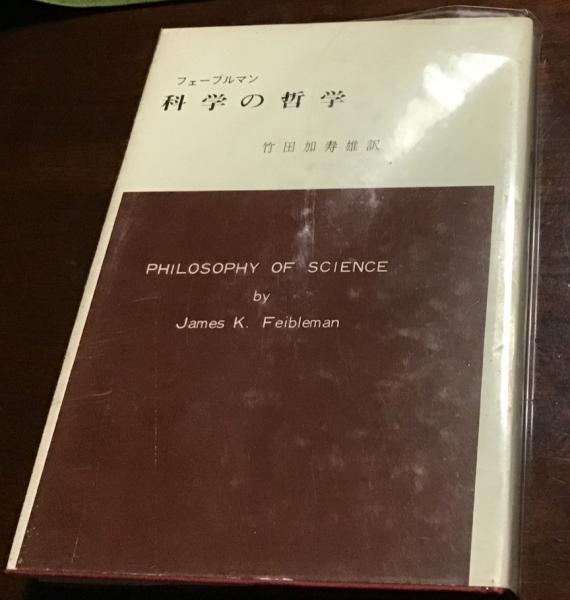 フェーブルマン
科学の哲学
竹田加寿雄訳
PHILOSOPHY OF SCIENCE
by
James K. Feibleman